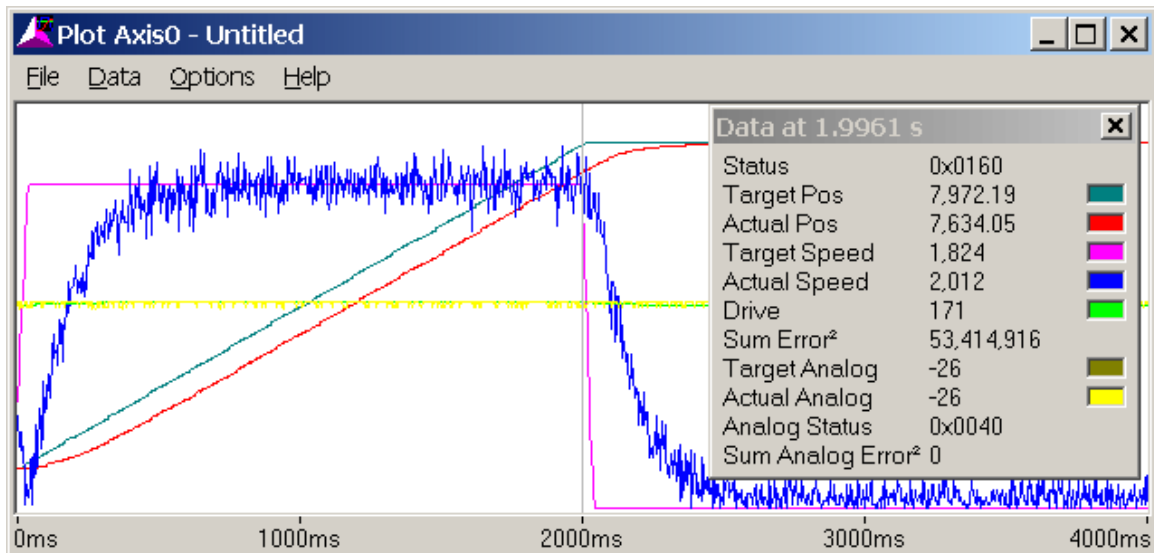 Plot Axis0 - Untitled
File Data Options Help
Data at 1.9961 s
Status 0x0160
Target Pos 7,972.19
Actual Pos 7,634.05
Target Speed 1,824
Actual Speed 2,012
Drive 171
Sum Error² 53,414,916
Target Analog -26
Actual Analog -26
Analog Status 0x0040
Sum Analog Error² 0
0ms 1000ms 2000ms 3000ms 4000ms